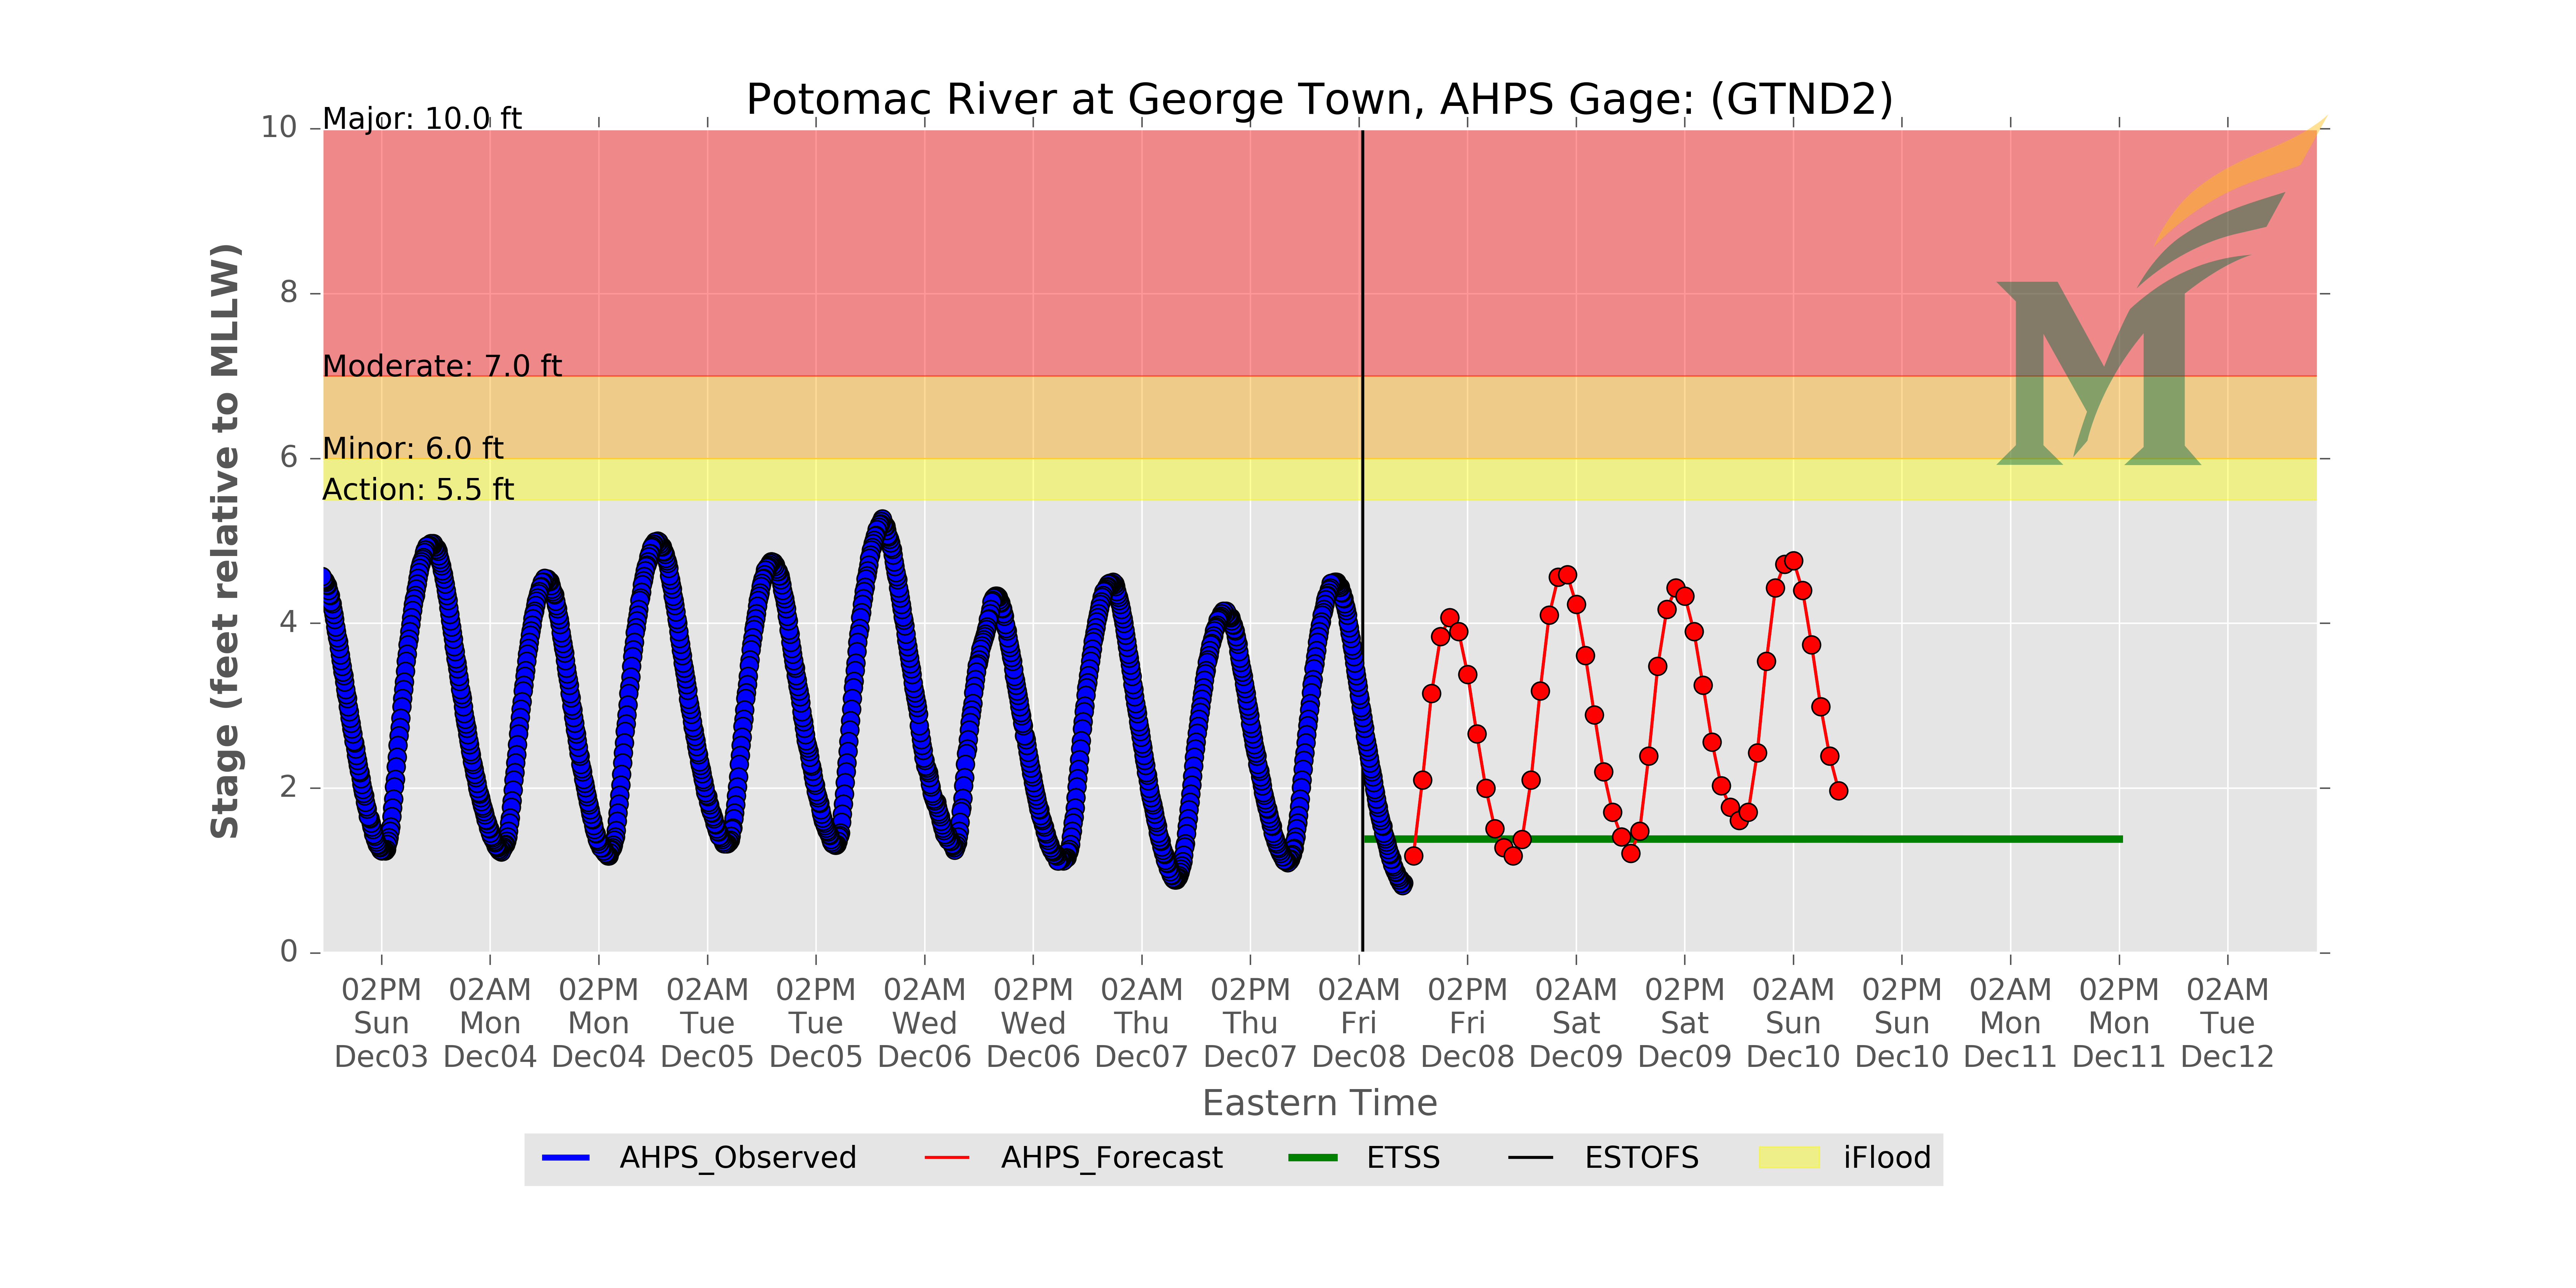 Potomac River at George Town, AHPS Gage: (GTND2)
Major: 10.0 ft
Moderate: 7.0 ft
Minor: 6.0 ft
Action: 5.5 ft
Stage (feet relative to MLLW)
10
8
6
4
2
0
02PM 02AM 02PM 02AM 02PM 02AM 02PM 02AM 02PM 02AM 02PM 02AM 02PM 02AM 02PM 02AM 02PM 02AM
Sun Mon Mon Tue Tue Wed Wed Thu Thu Fri Fri Sat Sat Sun Sun Mon Mon Tue
Dec03 Dec04 Dec04 Dec05 Dec05 Dec06 Dec06 Dec07 Dec07 Dec08 Dec08 Dec09 Dec09 Dec10 Dec10 Dec11 Dec11 Dec12
Eastern Time
AHPS_Observed AHPS_Forecast ETSS ESTOFS iFlood
M